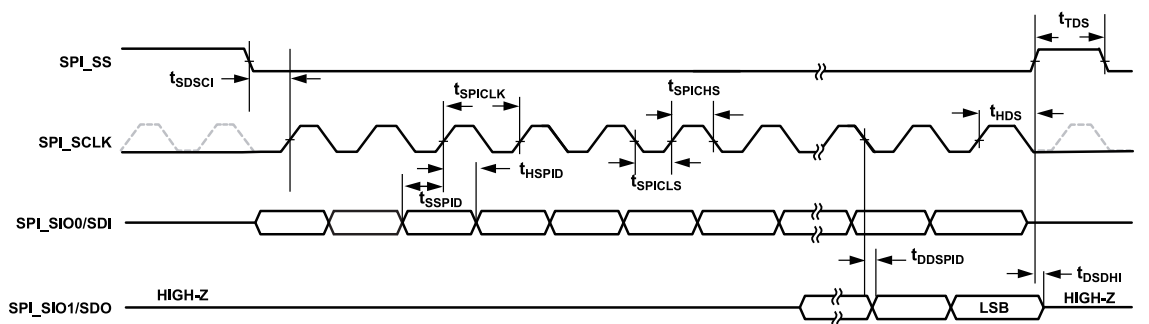 tTDS
SPI_SS
tSDSCI
tSPICLK
tSPICHS
tHDS
SPI_SCLK
tHSPID
tSPICLS
tSSPID
SPI_SIO0/SDI
tDDSPID
tDSDHI
HIGH-Z
HIGH-Z
SPI_SIO1/SDO
LSB